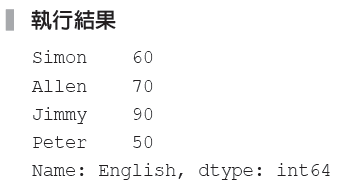 執行結果
Simon    60
Allen    70
Jimmy    90
Peter    50
Name: English, dtype: int64